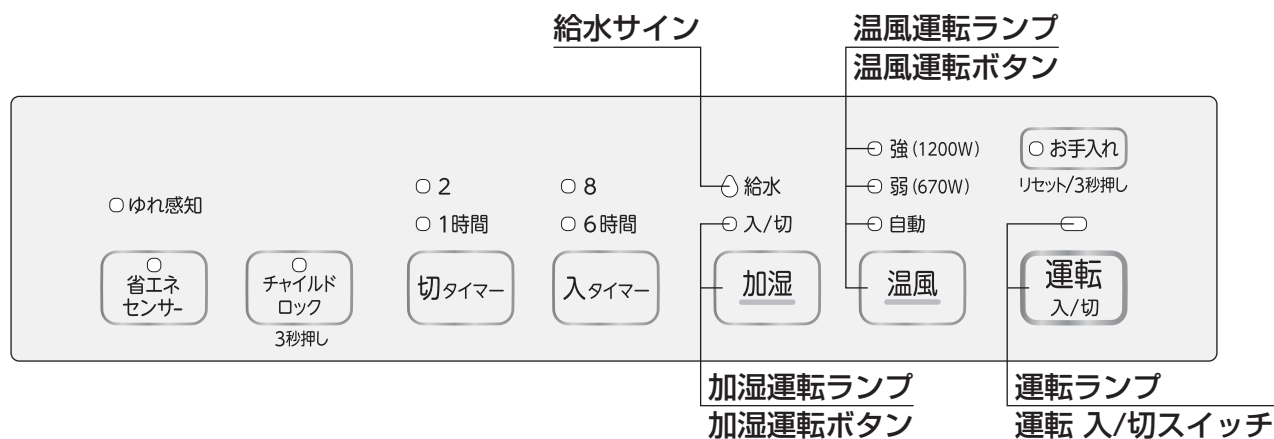 給水サイン
温風運転ランプ
温風運転ボタン
強(1200W)
お手入れ
2
8
給水
弱(670W)
リセット/3秒押し
ゆれ感知
1時間
6時間
入/切
自動
省エネ
センサー
チャイルド
ロック
3秒押し
切タイマー
入タイマー
加湿
温風
運転
入/切
加湿運転ランプ
加湿運転ボタン
運転ランプ
運転 入/切スイッチ